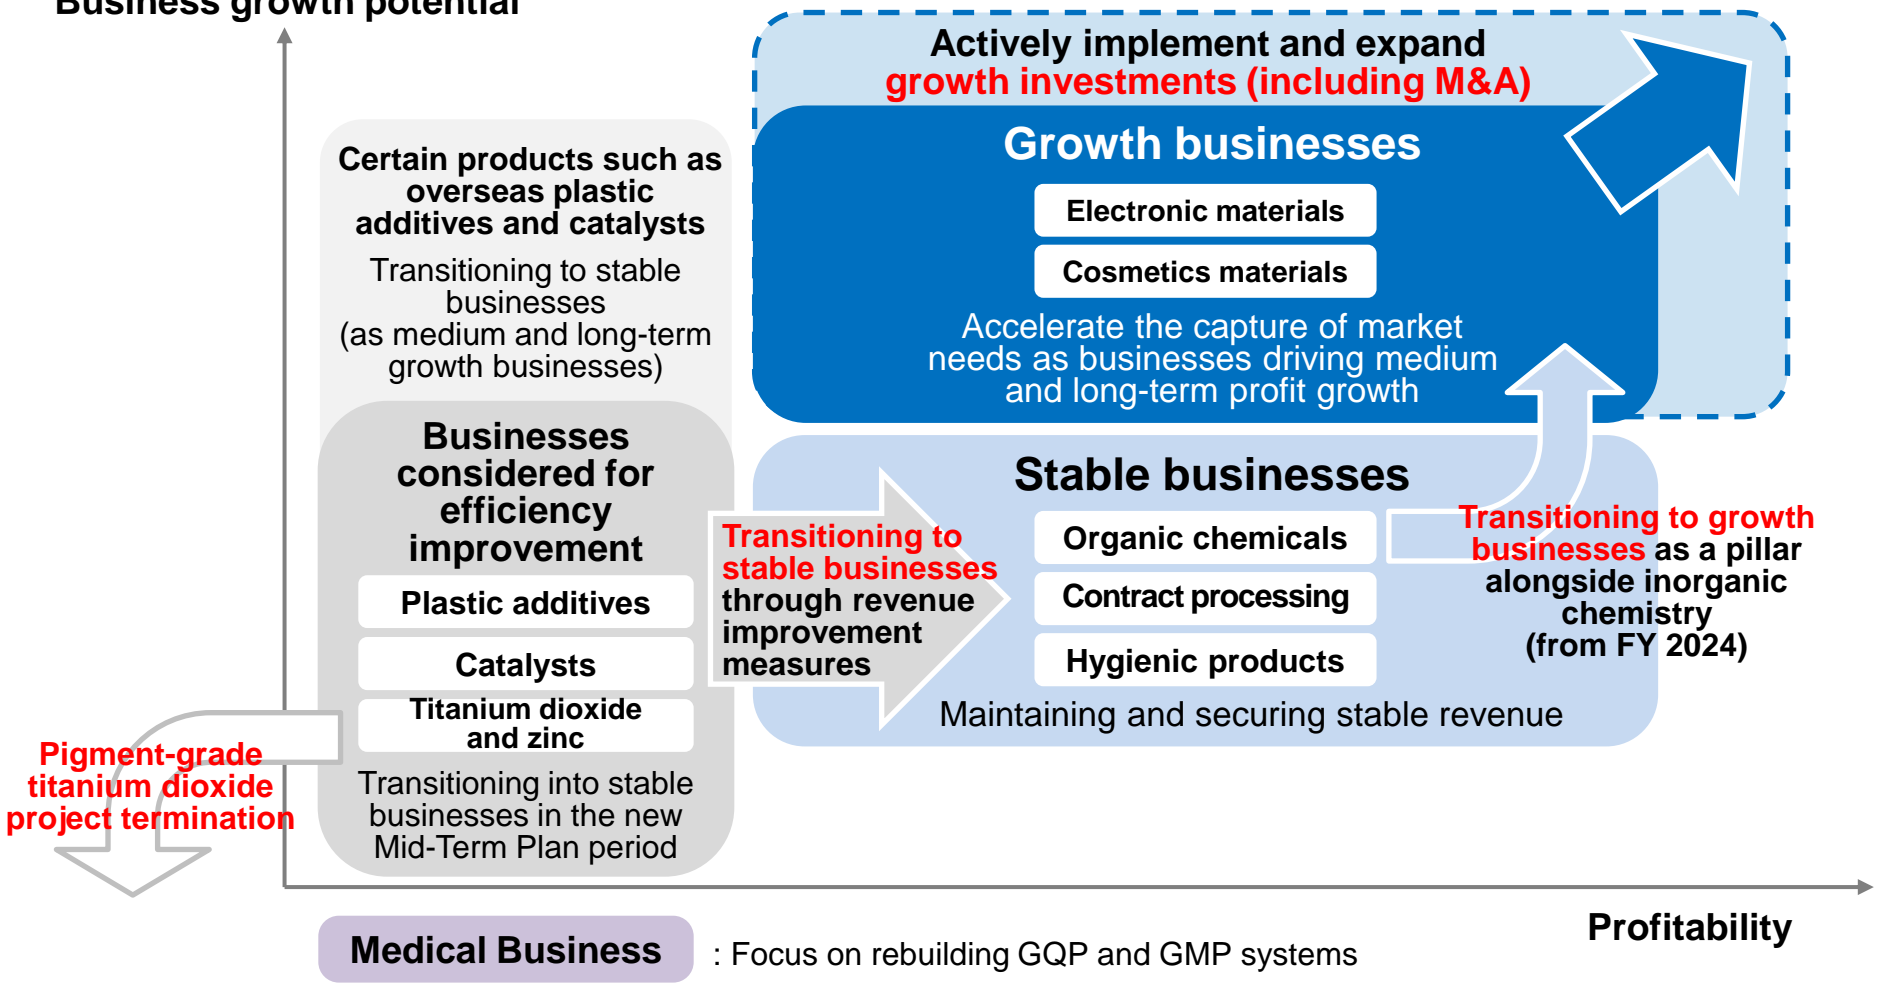 Business growth potential
Actively implement and expand
growth investments (including M&A)
Growth businesses
Electronic materials
Cosmetics materials
Accelerate the capture of market
needs as businesses driving medium
and long-term profit growth
Certain products such as
overseas plastic
additives and catalysts
Transitioning to stable
businesses
(as medium and long-term
growth businesses)
Businesses
considered for
efficiency
improvement
Plastic additives
Catalysts
Titanium dioxide
and zinc
Transitioning into stable
businesses in the new
Mid-Term Plan period
Transitioning to
stable businesses
through revenue
improvement
measures
Stable businesses
Organic chemicals
Contract processing
Hygienic products
Maintaining and securing stable revenue
Transitioning to growth
businesses as a pillar
alongside inorganic
chemistry
(from FY 2024)
Pigment-grade
titanium dioxide
project termination
Profitability
Medical Business : Focus on rebuilding GQP and GMP systems